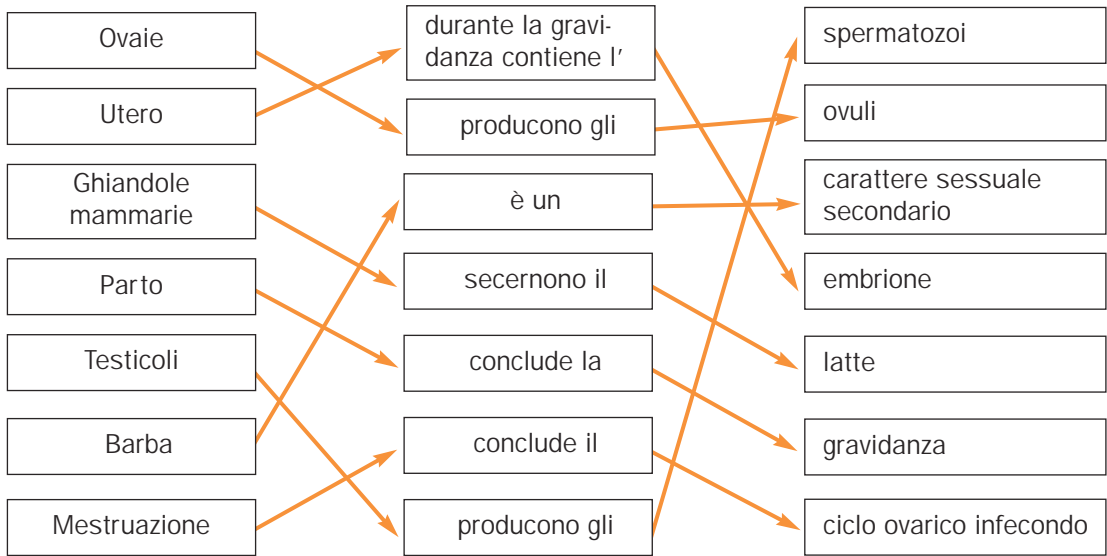 Ovaie
Utero
Ghiandole
mammarie
Parto
Testicoli
Barba
Mestruazione
durante la gravi-
danza contiene l'
producono gli
è un
secernono il
conclude la
conclude il
producono gli
spermatozoi
ovuli
carattere sessuale
secondario
embrione
latte
gravidanza
ciclo ovarico infecondo